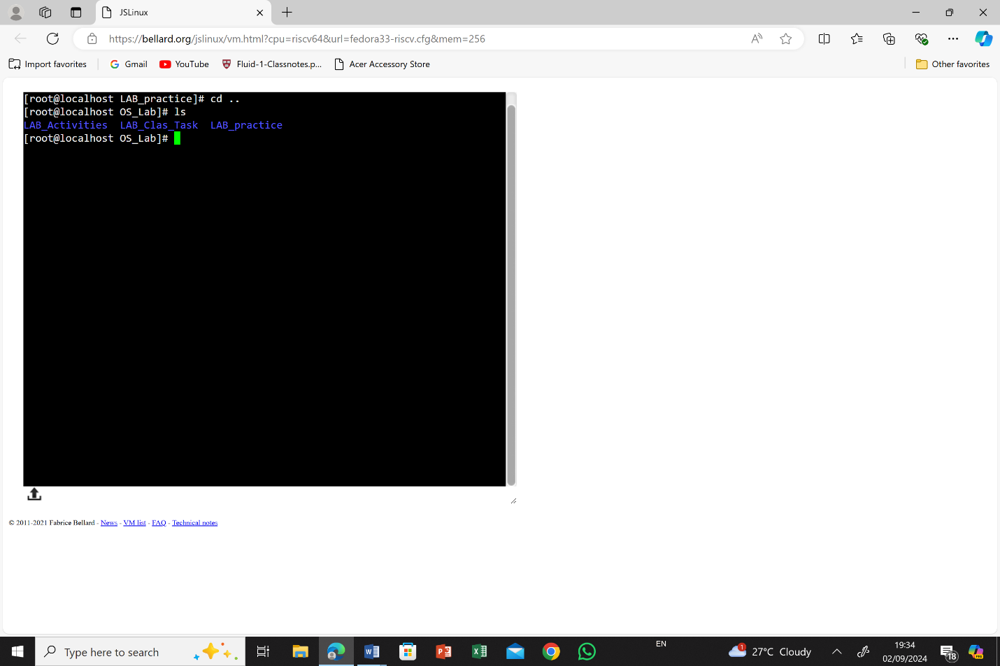 JSLinux
https://bellard.org/jslinux/vm.html?cpu=riscv64&url=fedora33-riscv.cfg&mem=256
Import favorites Gmail YouTube Fluid-1-Classnotes.p... Acer Accessory Store Other favorites
[root@localhost LAB_practice]# cd ..
[root@localhost OS_Lab]# ls
LAB_Activities LAB_Clas_Task LAB_practice
[root@localhost OS_Lab]#
© 2011-2021 Fabrice Bellard - News - VM list - FAQ - Technical notes
Type here to search EN 1 27°C Cloudy 19:34
02/09/2024 18